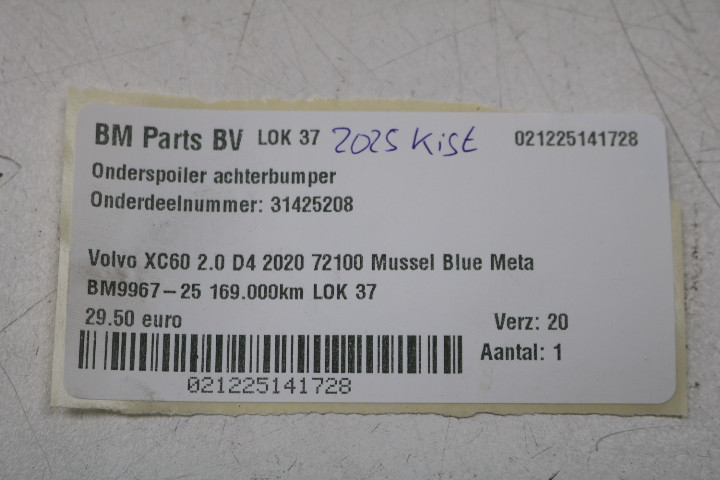 BM Parts BV LOK 37 2025 Kist 021225141728
Onderspoiler achterbumper
Onderdeelnummer: 31425208
Volvo XC60 2.0 D4 2020 72100 Mussel Blue Meta
BM9967-25 169.000km LOK 37
29.50 euro Verz: 20
Aantal: 1
021225141728